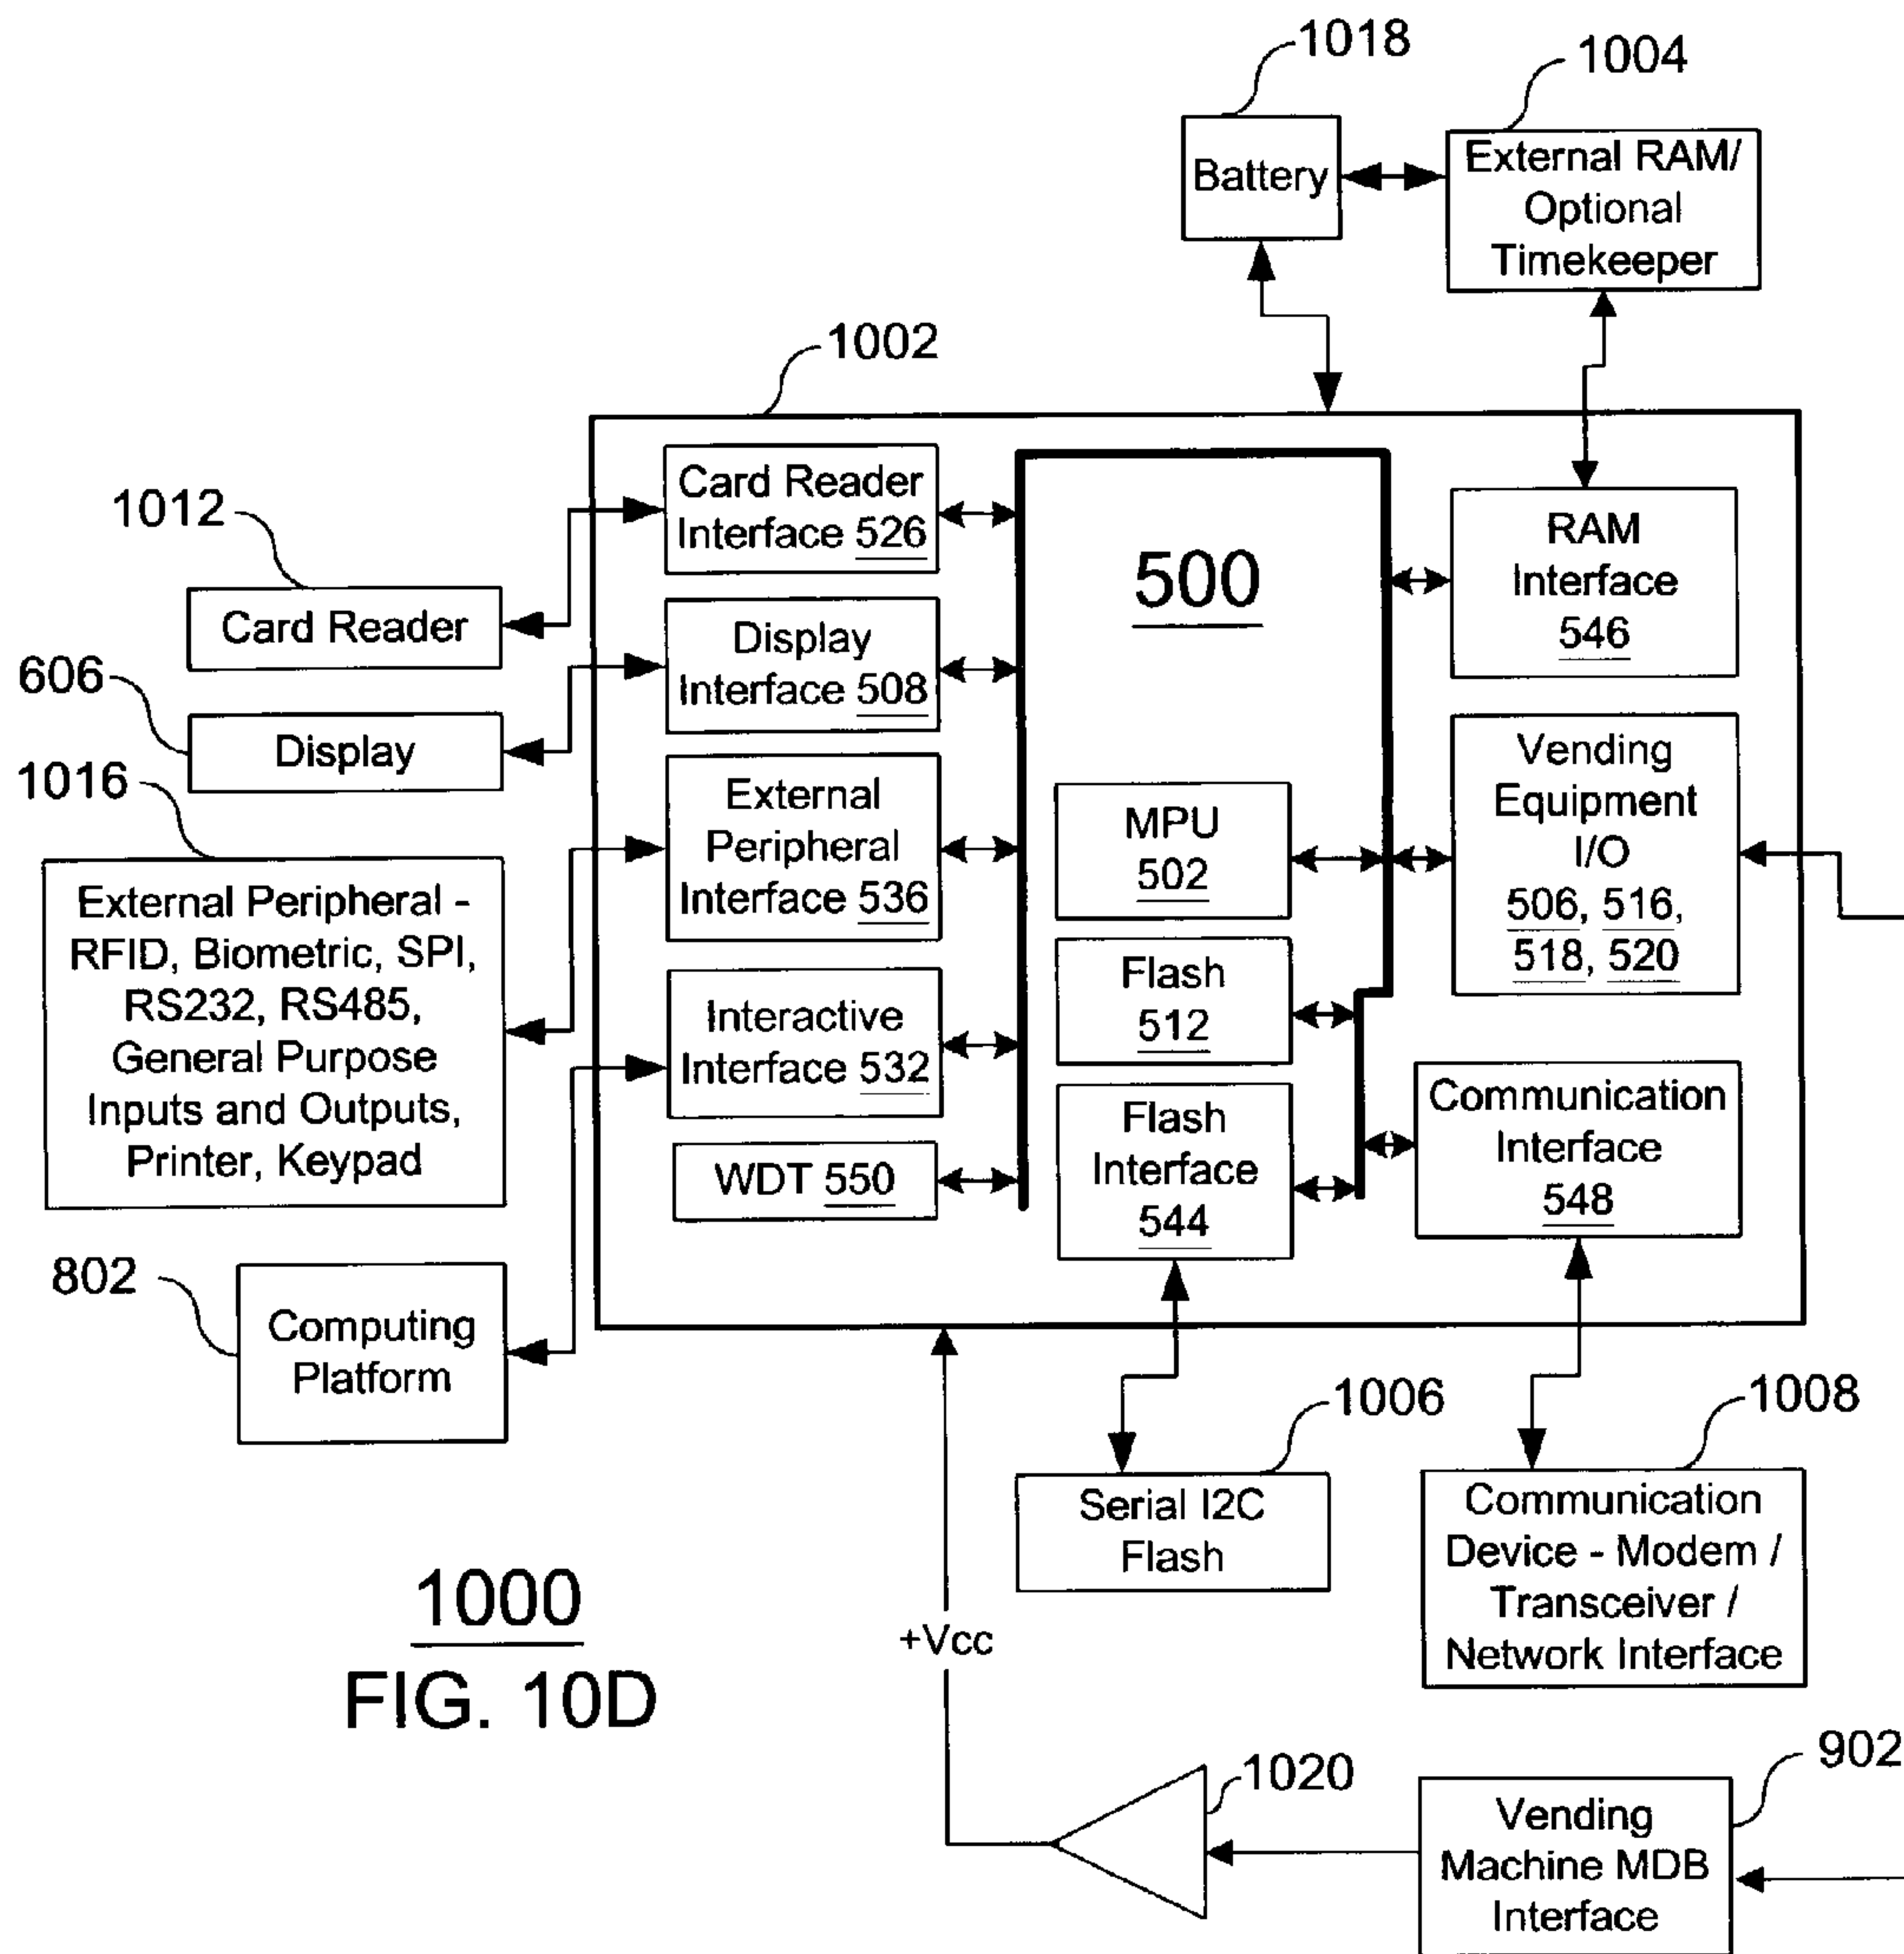 1018
1004
Battery
External RAM/
Optional
Timekeeper
1002
Card Reader
Interface 526
1012
Card Reader
500
RAM
Interface
546
Display
Interface 508
606
Display
1016
External
Peripheral
Interface 536
MPU
502
Vending
Equipment
I/O
506, 516,
518, 520
External Peripheral -
RFID, Biometric, SPI,
RS232, RS485,
General Purpose
Inputs and Outputs,
Printer, Keypad
Interactive
Interface 532
Flash
512
Flash
Interface
544
Communication
Interface
548
WDT 550
802
Computing
Platform
1006
Serial I2C
Flash
1008
Communication
Device - Modem /
Transceiver /
Network Interface
1000
FIG. 10D
+Vcc
1020
902
Vending
Machine MDB
Interface